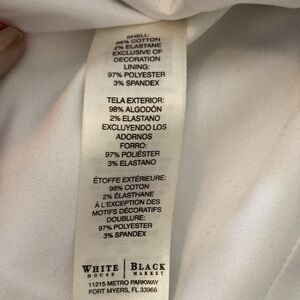 SHELL:
98% COTTON
2% ELASTANE
EXCLUSIVE OF
DECORATION
LINING:
97% POLYESTER
3% SPANDEX
TELA EXTERIOR:
98% ALGODÓN
2% ELASTANO
EXCLUYENDO LOS
ADORNOS
FORRO:
97% POLIÉSTER
3% ELASTANO
ÉTOFFE EXTÉRIEURE:
98% COTON
2% ÉLASTHANE
À L'EXCEPTION DES
MOTIFS DÉCORATIFS
DOUBLURE:
97% POLYESTER
3% SPANDEX
WHITE | BLACK
HOUSE | MARKET
11215 METRO PARKWAY
FORT MYERS, FL 33966